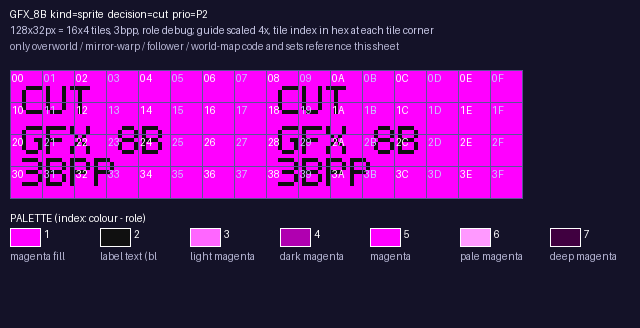 GFX_8B kind=sprite decision=cut prio=P2
128x32px = 16x4 tiles, 3bpp, role debug; guide scaled 4x, tile index in hex at each tile corner
only overworld / mirror-warp / follower / world-map code and sets reference this sheet
00 01 02 03 04 05 06 07 08 09 0A 0B 0C 0D 0E 0F
CUT CUT
10 11 12 13 14 15 16 17 18 19 1A 1B 1C 1D 1E 1F
GFX 8B GFX 8B
20 21 22 23 24 25 26 27 28 29 2A 2B 2C 2D 2E 2F
3BPP 3BPP
30 31 32 33 34 35 36 37 38 39 3A 3B 3C 3D 3E 3F
PALETTE (index: colour - role)
1 2 3 4 5 6 7
magenta fill label text (bl light magenta dark magenta magenta pale magenta deep magenta